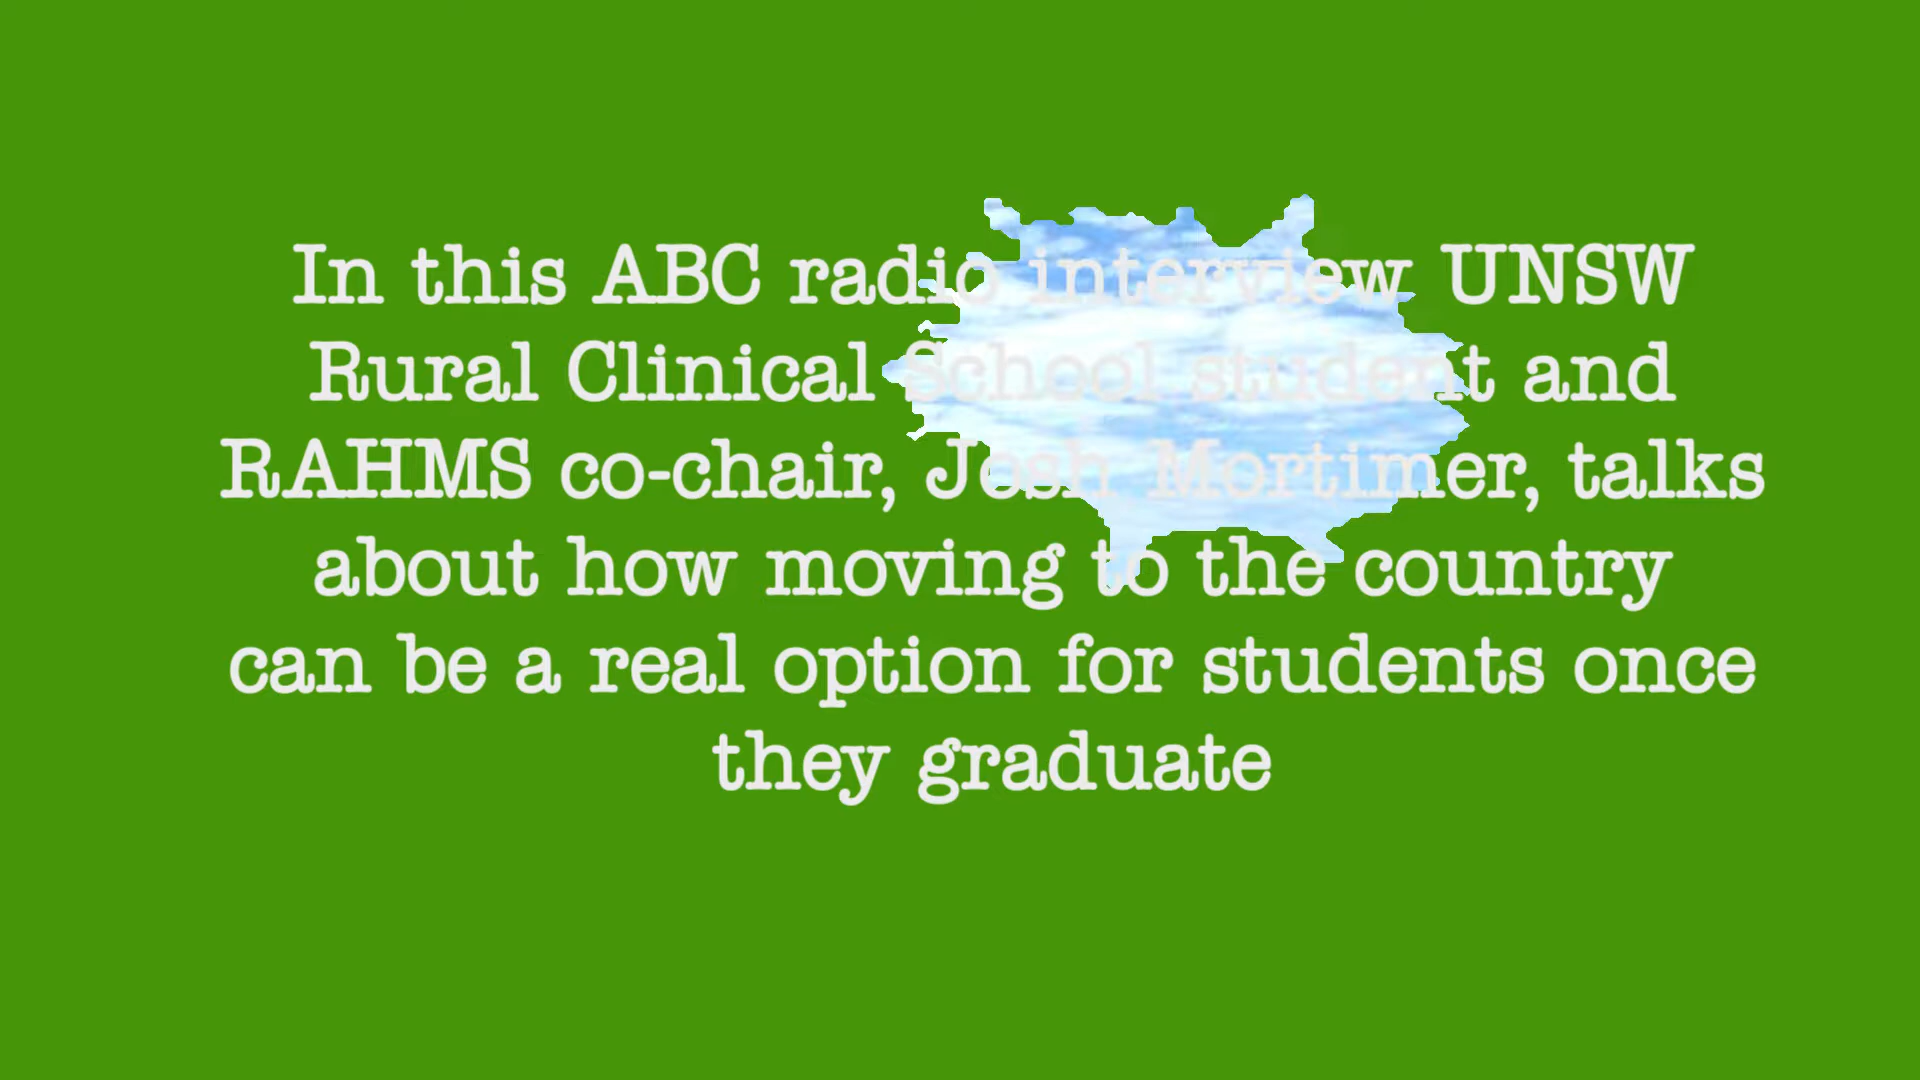 In this ABC radio interview UNSW
Rural Clinical School student and
RAHMS co-chair, Josh Mortimer, talks
about how moving to the country
can be a real option for students once
they graduate